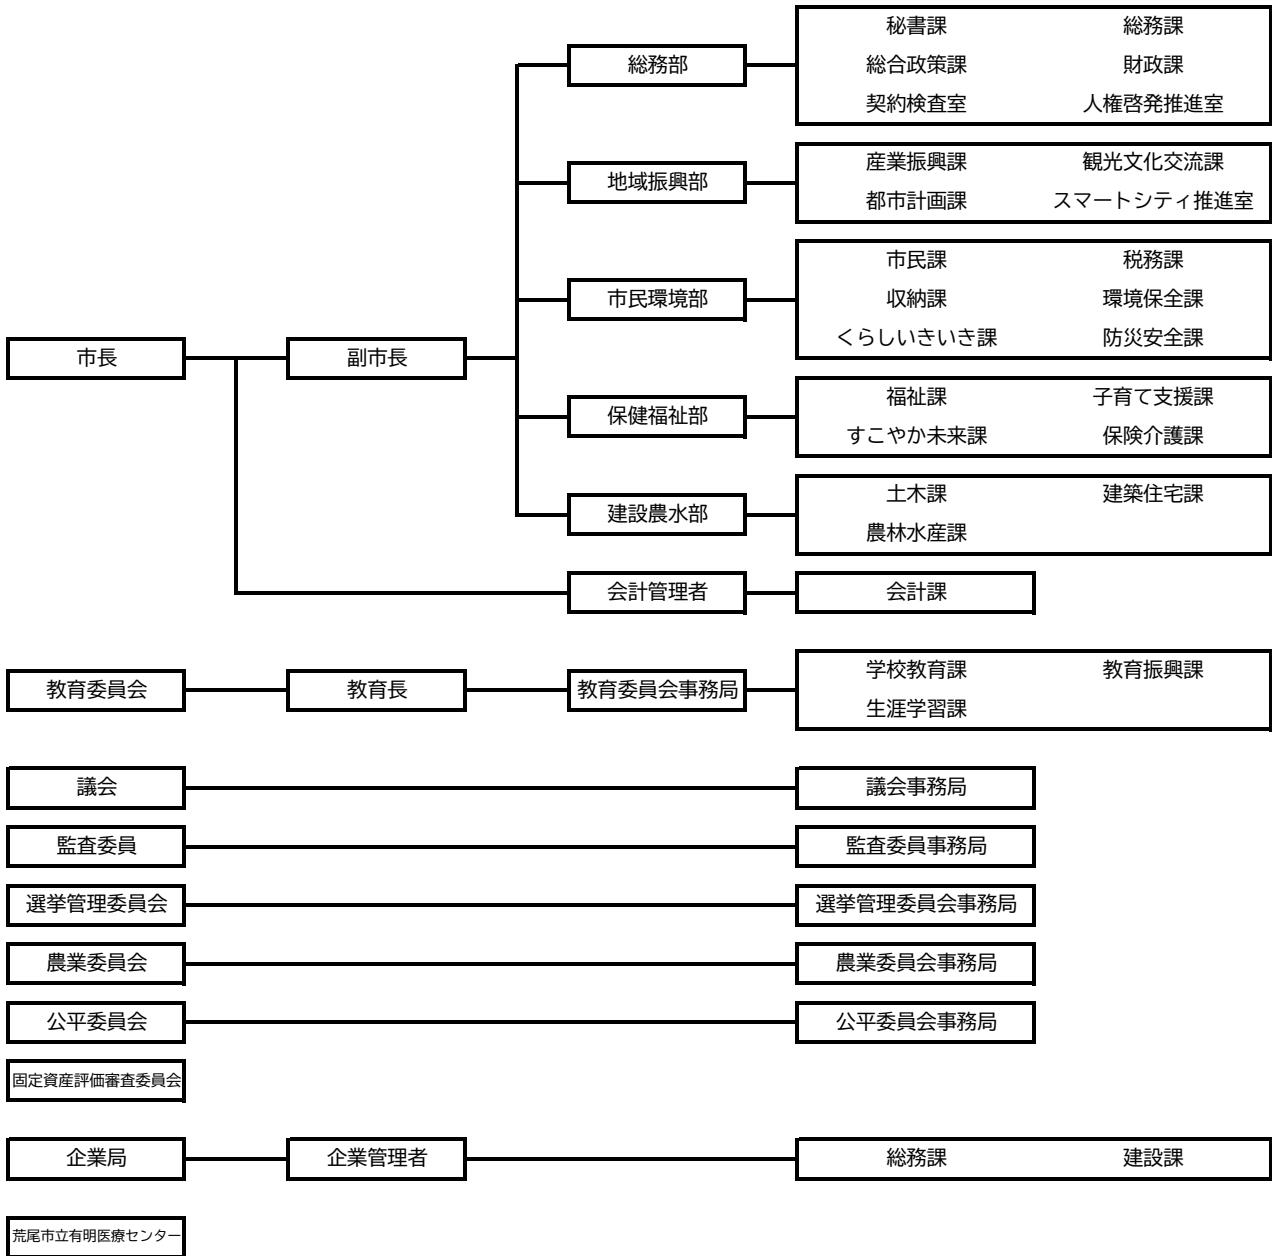 秘書課 総務課
総務部 総合政策課 財政課
契約検査室 人権啓発推進室
産業振興課 観光文化交流課
地域振興部
都市計画課 スマートシティ推進室
市民課 税務課
市民環境部 収納課 環境保全課
くらしいきいき課 防災安全課
市長 副市長
福祉課 子育て支援課
保健福祉部
すこやか未来課 保険介護課
土木課 建築住宅課
建設農水部
農林水産課
会計管理者 会計課
教育委員会 教育長 教育委員会事務局 学校教育課 教育振興課
生涯学習課
議会 議会事務局
監査委員 監査委員事務局
選挙管理委員会 選挙管理委員会事務局
農業委員会 農業委員会事務局
公平委員会 公平委員会事務局
固定資産評価審査委員会
企業局 企業管理者 総務課 建設課
荒尾市立有明医療センター